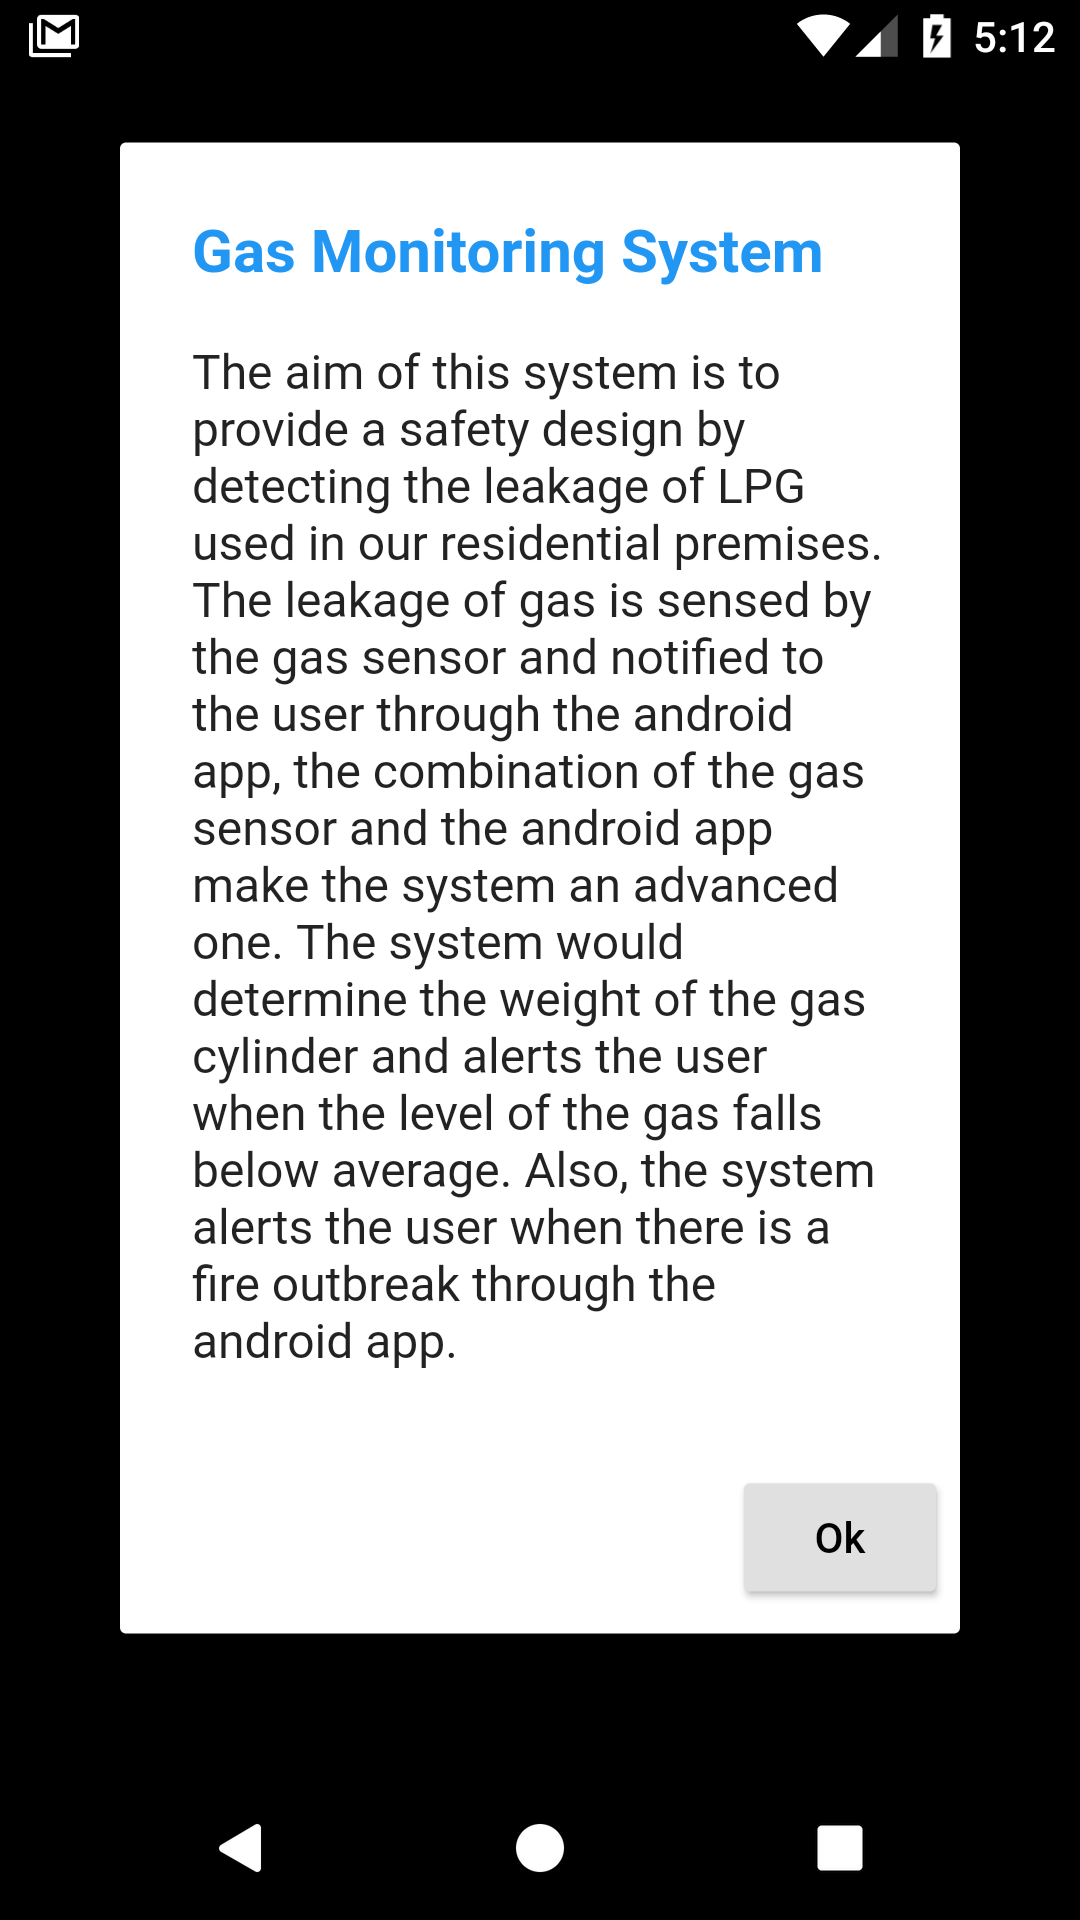 5:12
Gas Monitoring System
The aim of this system is to
provide a safety design by
detecting the leakage of LPG
used in our residential premises.
The leakage of gas is sensed by
the gas sensor and notified to
the user through the android
app, the combination of the gas
sensor and the android app
make the system an advanced
one. The system would
determine the weight of the gas
cylinder and alerts the user
when the level of the gas falls
below average. Also, the system
alerts the user when there is a
fire outbreak through the
android app.
Ok